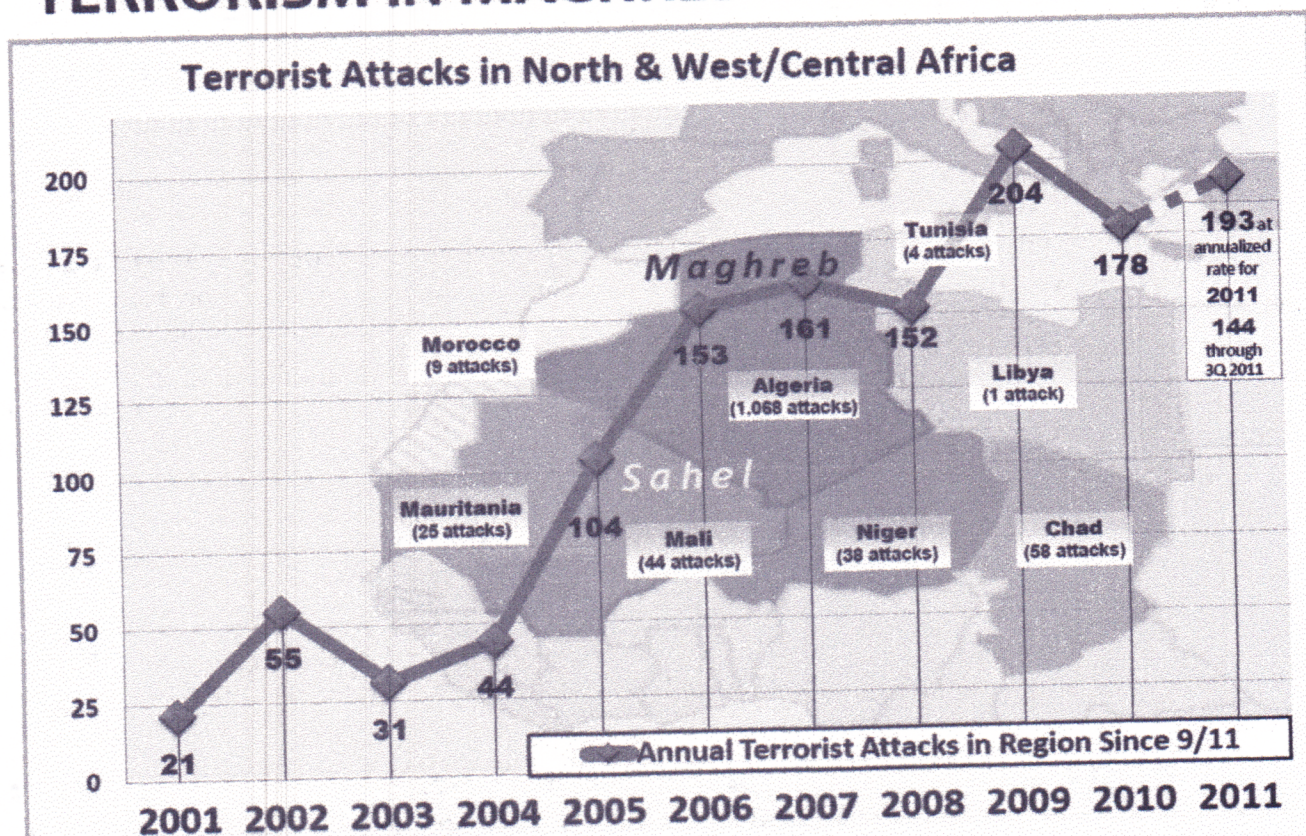 TERRORISM IN
Terrorist Attacks in North & West/Central Africa
200
175
150
125
100
75
50
25
0
Maghreb
Sahel
Morocco
(9 attacks)
Tunisia
(4 attacks)
Algeria
(1,068 attacks)
Libya
(1 attack)
Mauritania
(25 attacks)
Mali
(44 attacks)
Niger
(38 attacks)
Chad
(58 attacks)
21
55
31
44
104
153
161
152
204
178
193 at
annualized
rate for
2011
144
through
3Q 2011
Annual Terrorist Attacks in Region Since 9/11
2001 2002 2003 2004 2005 2006 2007 2008 2009 2010 2011